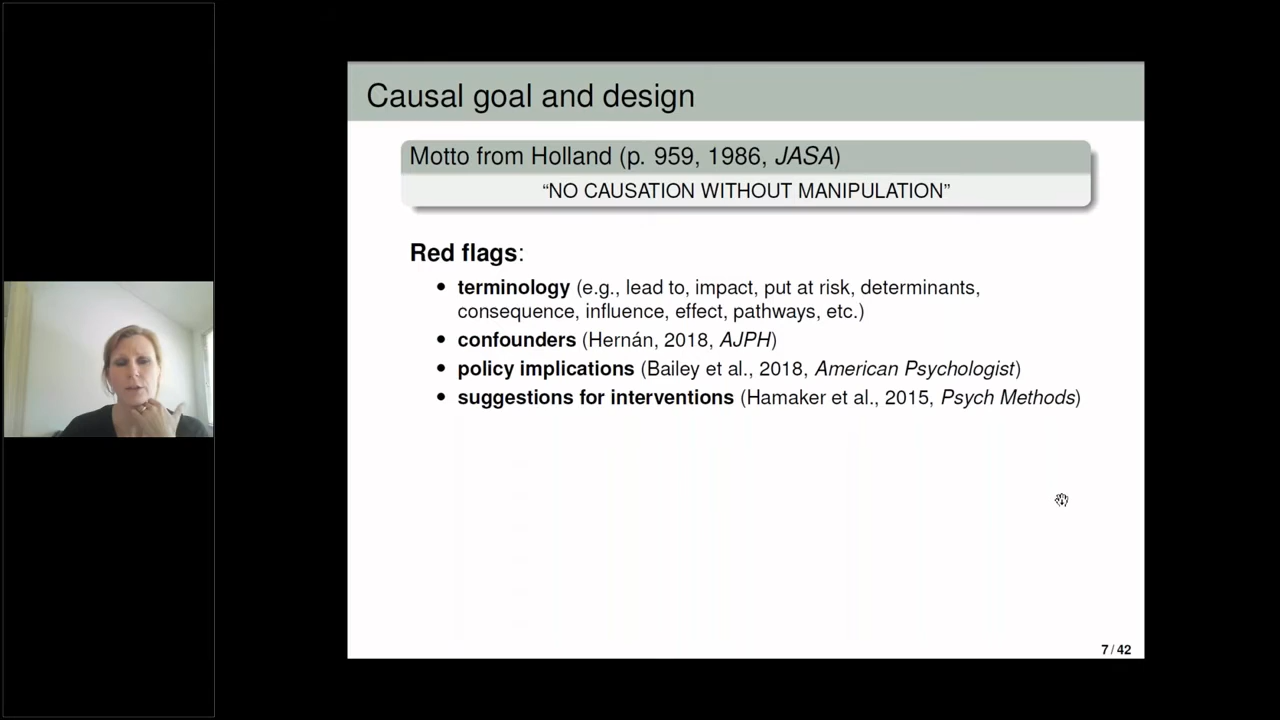 Causal goal and design
Motto from Holland (p. 959, 1986, JASA)
“NO CAUSATION WITHOUT MANIPULATION”
Red flags:
• terminology (e.g., lead to, impact, put at risk, determinants,
consequence, influence, effect, pathways, etc.)
• confounders (Hernán, 2018, AJPH)
• policy implications (Bailey et al., 2018, American Psychologist)
• suggestions for interventions (Hamaker et al., 2015, Psych Methods)
7 / 42